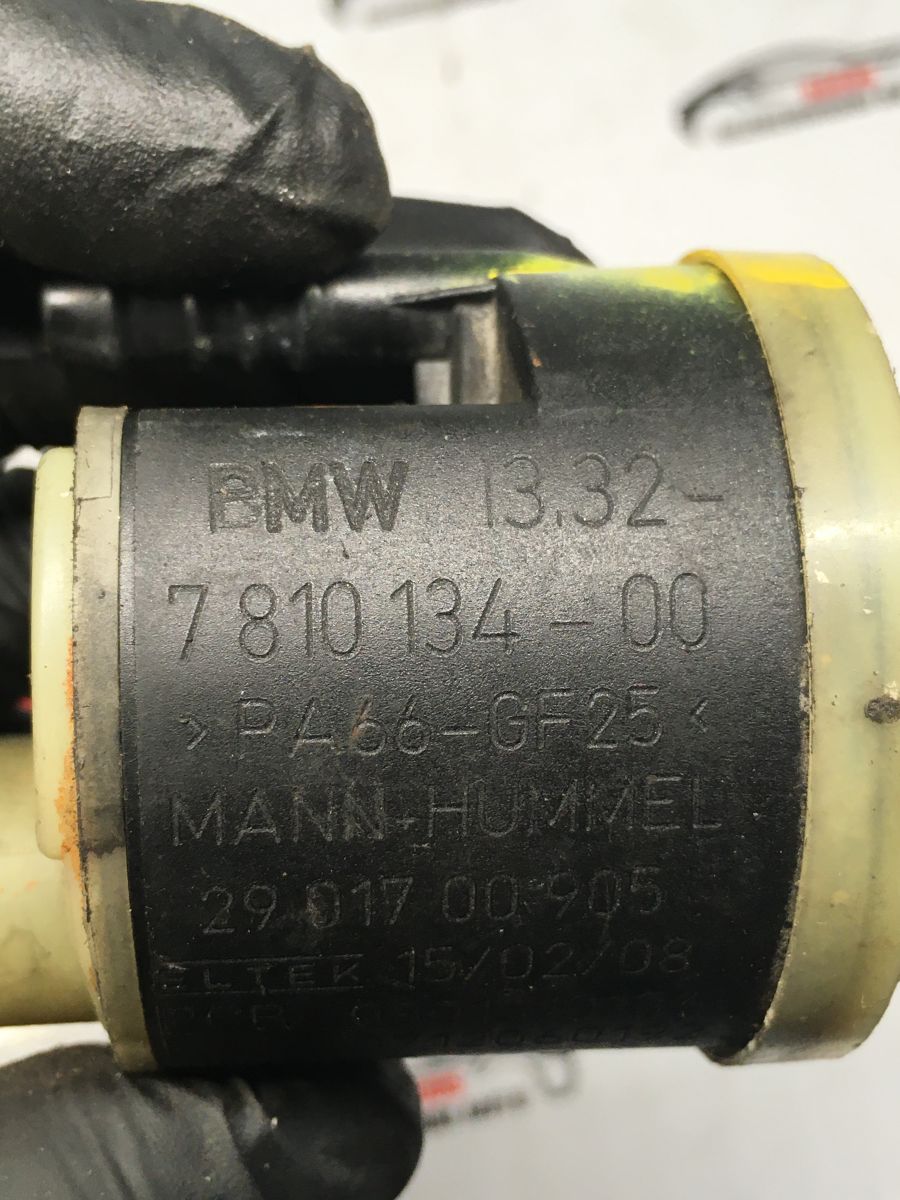 BMW 13.32-
7 810 134 - 00
>PA66-GF25<
MANN+HUMMEL
29 017 00 905
ELTEK 15/02/08